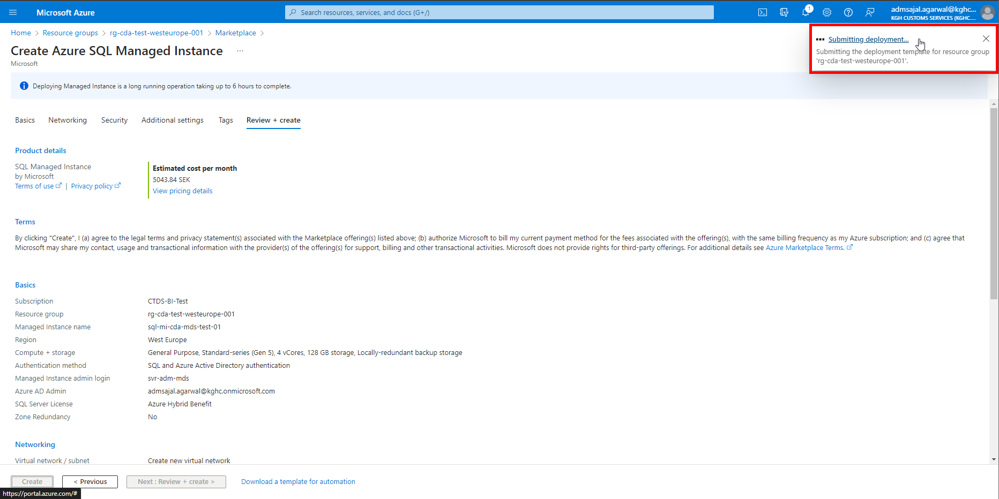 Microsoft Azure
Search resources, services, and docs (G+/)
1
admsajal.agarwal@kghc...
KGH CUSTOMS SERVICES (KGHC....
Home > Resource groups > rg-cda-test-westeurope-001 > Marketplace >
Create Azure SQL Managed Instance ...
Microsoft
Submitting deployment...
Submitting the deployment template for resource group
'rg-cda-test-westeurope-001'.
Deploying Managed Instance is a long running operation taking up to 6 hours to complete.
Basics Networking Security Additional settings Tags Review + create
Product details
SQL Managed Instance
by Microsoft
Terms of use | Privacy policy
Estimated cost per month
5043.84 SEK
View pricing details
Terms
By clicking "Create", I (a) agree to the legal terms and privacy statement(s) associated with the Marketplace offering(s) listed above; (b) authorize Microsoft to bill my current payment method for the fees associated with the offering(s), with the same billing frequency as my Azure subscription; and (c) agree that
Microsoft may share my contact, usage and transactional information with the provider(s) of the offering(s) for support, billing and other transactional activities. Microsoft does not provide rights for third-party offerings. For additional details see Azure Marketplace Terms.
Basics
Subscription CTDS-BI-Test
Resource group rg-cda-test-westeurope-001
Managed Instance name sql-mi-cda-mds-test-01
Region West Europe
Compute + storage General Purpose, Standard-series (Gen 5), 4 vCores, 128 GB storage, Locally-redundant backup storage
Authentication method SQL and Azure Active Directory authentication
Managed Instance admin login svr-adm-mds
Azure AD Admin admsajal.agarwal@kghc.onmicrosoft.com
SQL Server License Azure Hybrid Benefit
Zone Redundancy No
Networking
Virtual network / subnet Create new virtual network
Create < Previous Next : Review + create > Download a template for automation
https://portal.azure.com/#